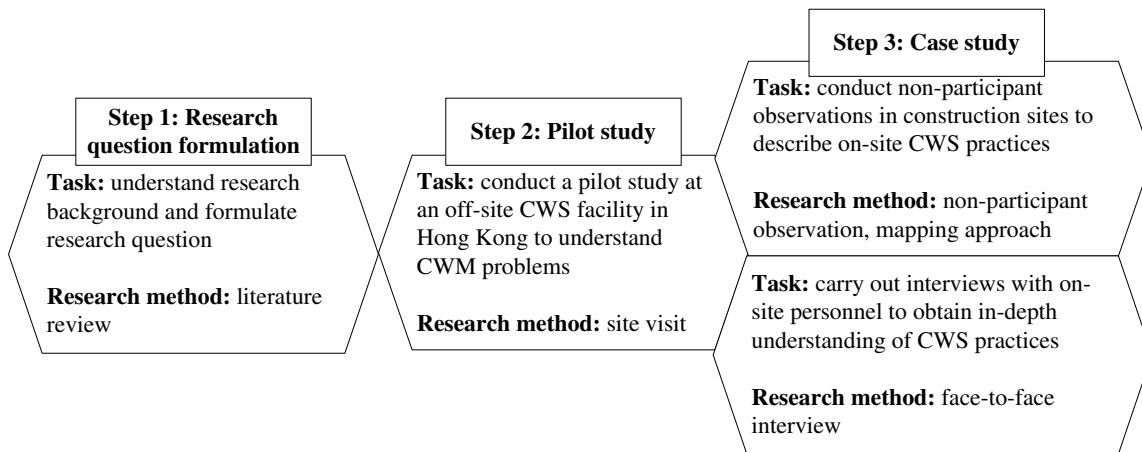 Step 1: Research
question formulation
Task: understand research
background and formulate
research question
Research method: literature
review
Step 2: Pilot study
Task: conduct a pilot study at
an off-site CWS facility in
Hong Kong to understand
CWM problems
Research method: site visit
Step 3: Case study
Task: conduct non-participant
observations in construction sites to
describe on-site CWS practices
Research method: non-participant
observation, mapping approach
Task: carry out interviews with on-
site personnel to obtain in-depth
understanding of CWS practices
Research method: face-to-face
interview